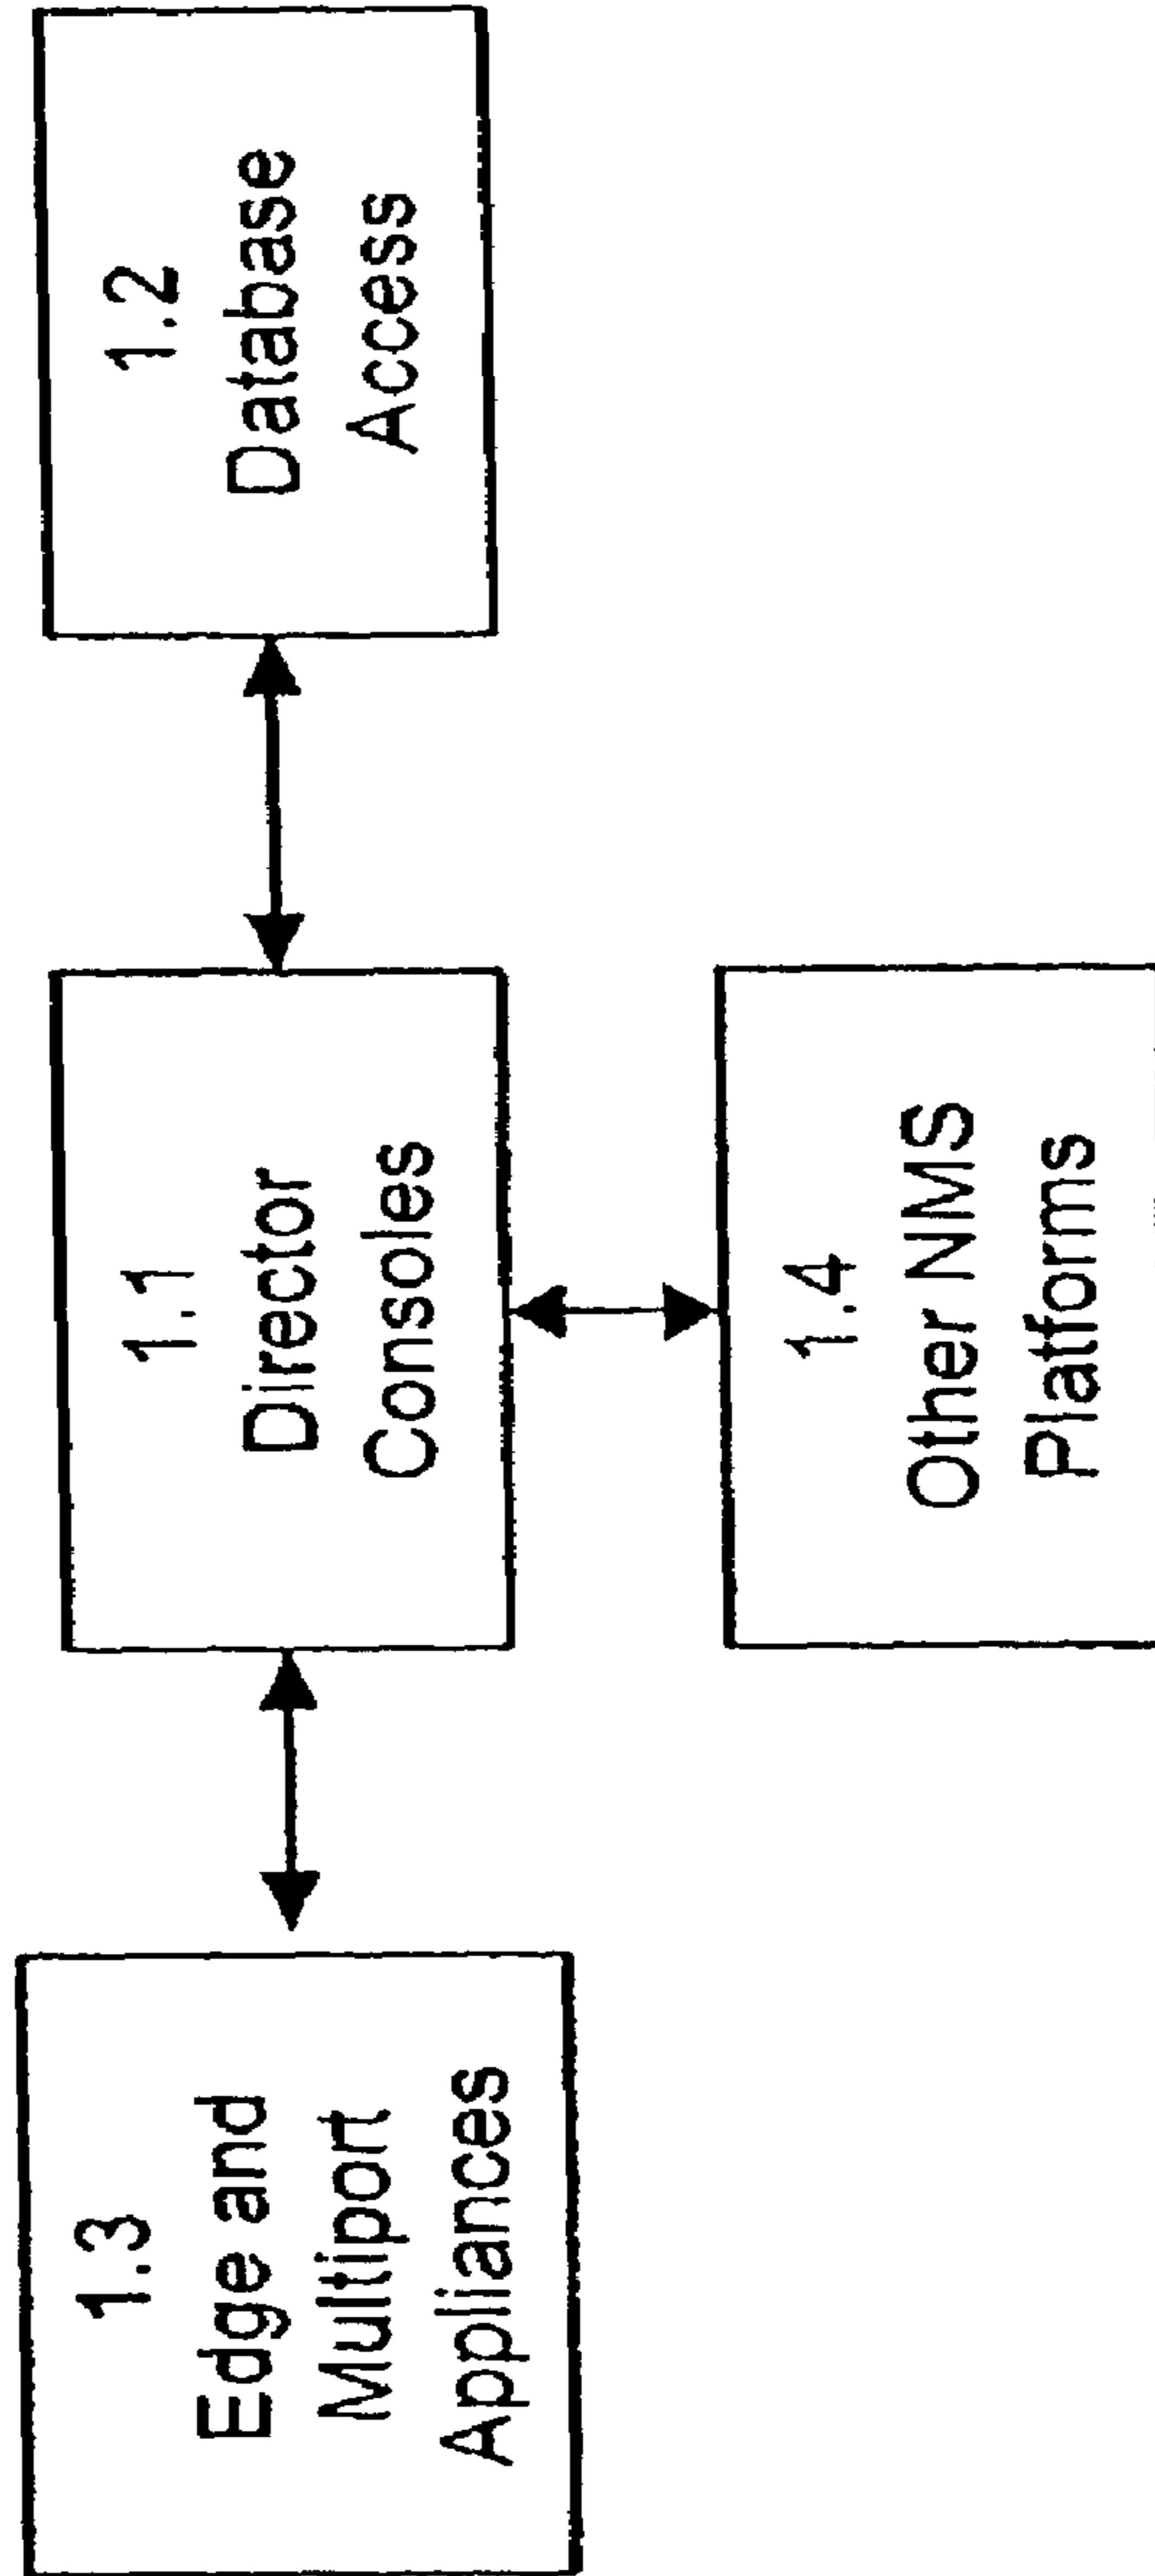 1.3
Edge and
Multiport
Appliances
1.1
Director
Consoles
1.2
Database
Access
1.4
Other NMS
Platforms